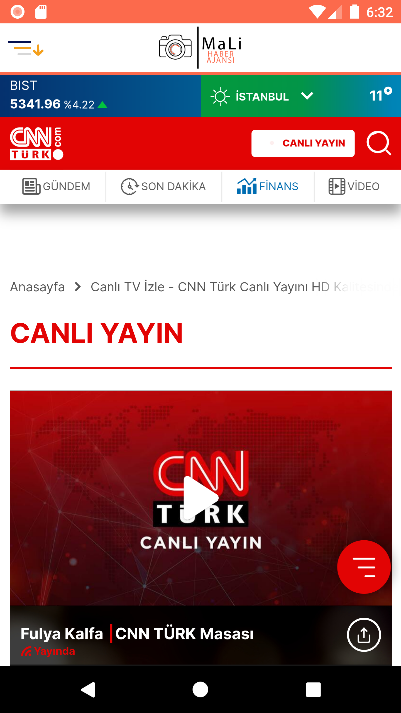 6:32
MaLi
HABER
AJANSI
BIST
5341.96 %4.22
İSTANBUL
11°
CNN
TÜRK
.com
CANLI YAYIN
GÜNDEM
SON DAKİKA
FİNANS
VİDEO
Anasayfa > Canlı TV İzle - CNN Türk Canlı Yayını HD
CANLI YAYIN
CNN
TÜRK
CANLI YAYIN
Fulya Kalfa | CNN TÜRK Masası
Yayında